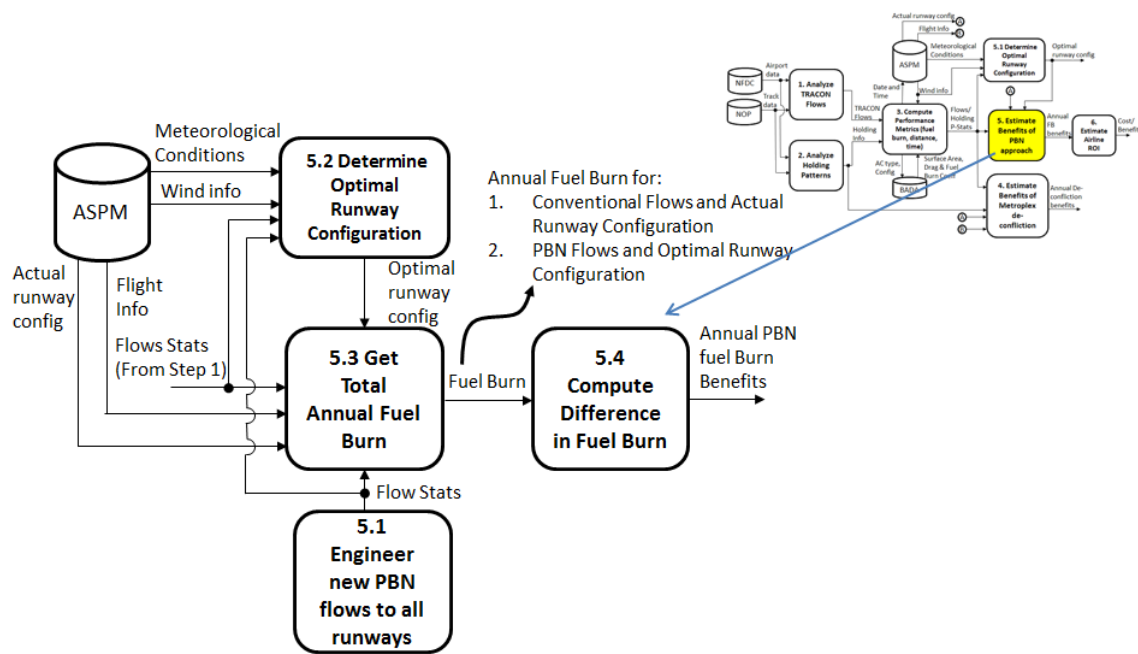 Meteorological
Conditions
Wind info
ASPM
Actual
runway
config
Flight
Info
Flows Stats
(From Step 1)
5.2 Determine
Optimal
Runway
Configuration
Optimal
runway
config
Annual Fuel Burn for:
1. Conventional Flows and Actual
Runway Configuration
2. PBN Flows and Optimal Runway
Configuration
5.3 Get
Total
Annual Fuel
Burn
Fuel Burn
5.4
Compute
Difference
in Fuel Burn
Annual PBN
fuel Burn
Benefits
Flow Stats
5.1
Engineer
new PBN
flows to all
runways
Actual runway config
Flight info
Meteorological
Conditions
ASPM
Wind info
Date and
Time
NFDC
Airport
data
NOP
Track
data
1. Analyze
TRACON
Flows
TRACON
Flows
2. Analyze
Holding
Patterns
Holding Info
3. Compute
Performance
Metrics (fuel
burn, distance,
time)
Flows/
Holding
P-Stats
AC type,
Config
BADA
Surface Area,
Drag & Fuel
Burn
5.1 Determine
Optimal
Runway
Configuration
Optimal
runway config
A
5. Estimate
Benefits of
PBN
approach
Annual
FB
benefits
6.
Estimate
Airline
ROI
Cost/
Benefit
4. Estimate
Benefits of
Metroplex
de-
confliction
Annual De-
confliction
benefits